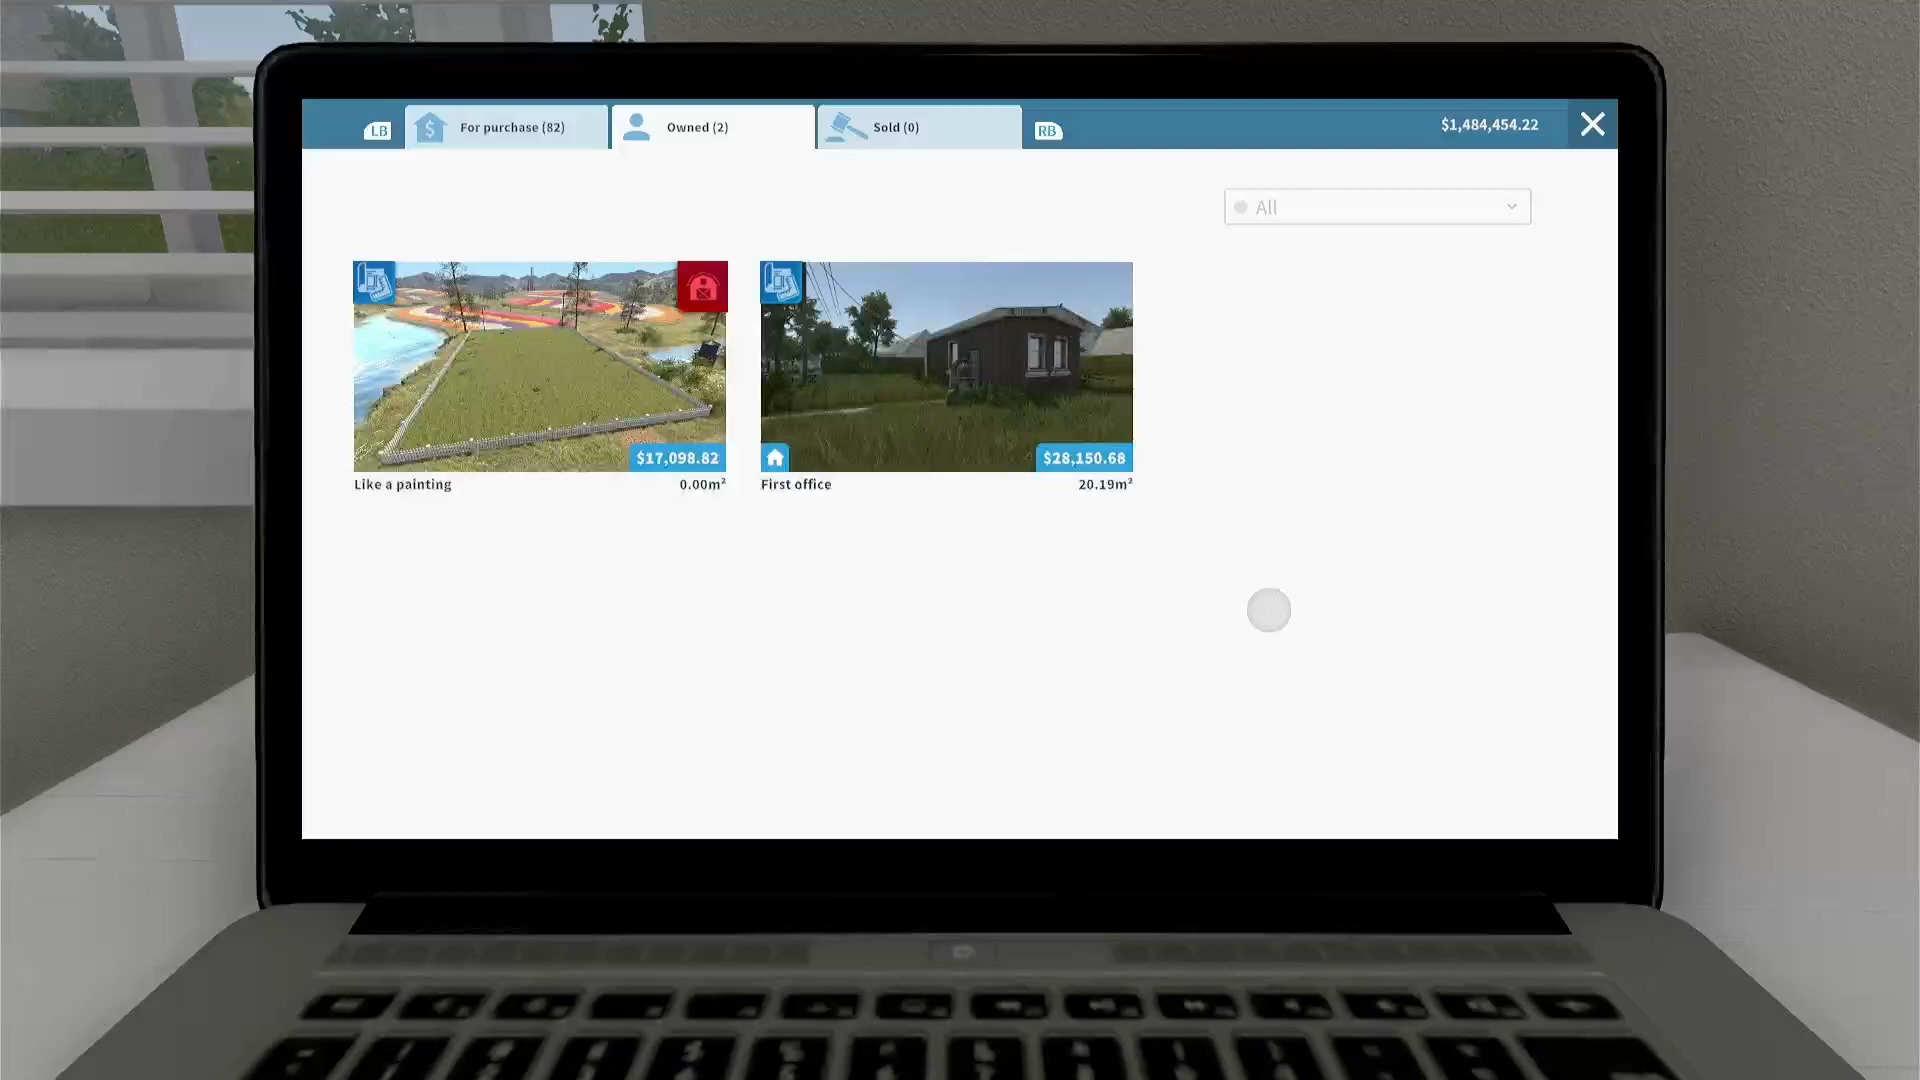 LB
For purchase (82)
Owned (2)
Sold (0)
RB
$1,484,454.22
All
$17,098.82
Like a painting
0.00m²
$28,150.68
First office
20.19m²